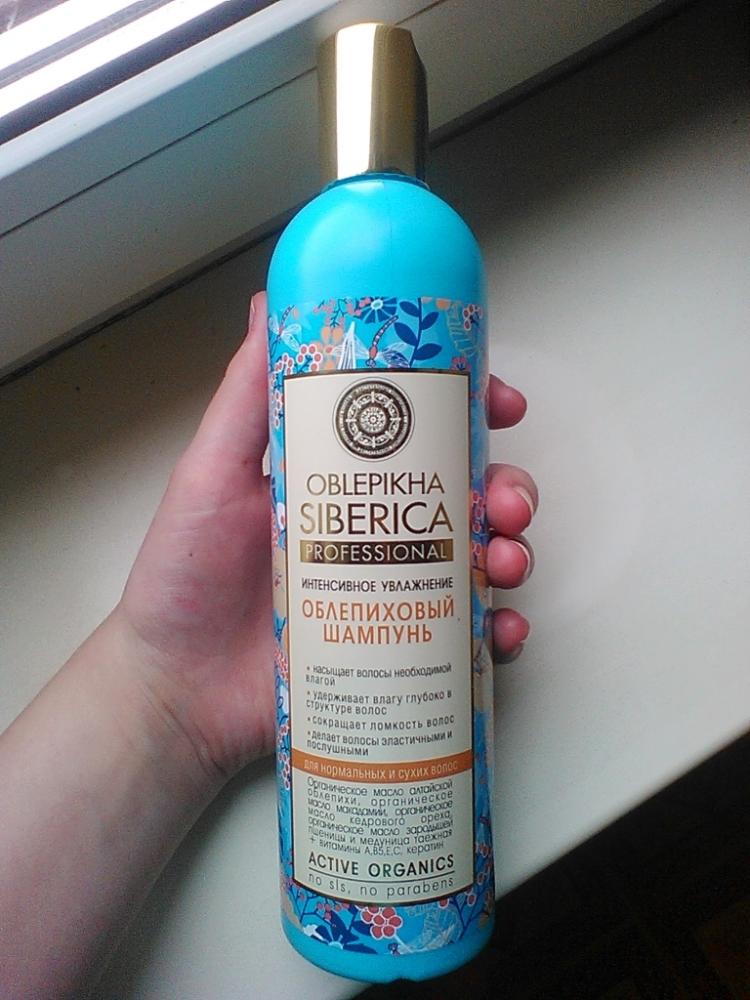 OBLEPIKHA
SIBERICA
PROFESSIONAL
ИНТЕНСИВНОЕ УВЛАЖНЕНИЕ
ОБЛЕПИХОВЫЙ
ШАМПУНЬ
• насыщает волосы необходимой
влагой
• удерживает влагу глубоко в
структуре волос
• сокращает ломкость волос
• делает волосы эластичными и
послушными
для нормальных и сухих волос
Органическое масло алтайской
облепихи, органическое
масло макадамии, органическое
масло кедрового ореха,
органическое масло зародышей
пшеницы и медуница таежная
+ витамины A,B5,E,C, кератин
ACTIVE ORGANICS
no sls, no parabens